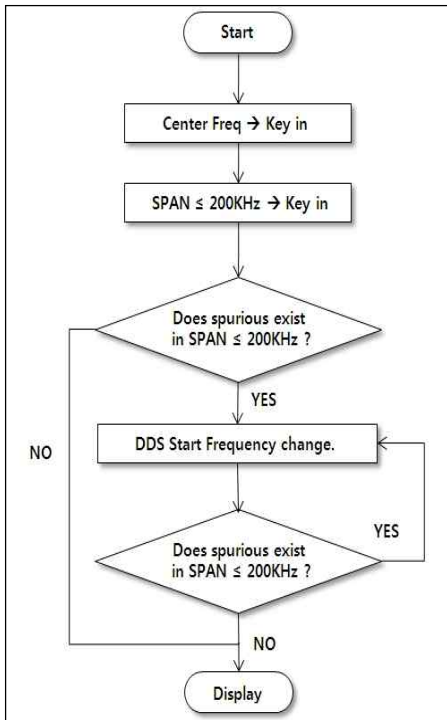 Start
Center Freq → Key in
SPAN ≤ 200KHz → Key in
Does spurious exist
in SPAN ≤ 200KHz ?
YES
DDS Start Frequency change.
NO
YES
Does spurious exist
in SPAN ≤ 200KHz ?
NO
Display